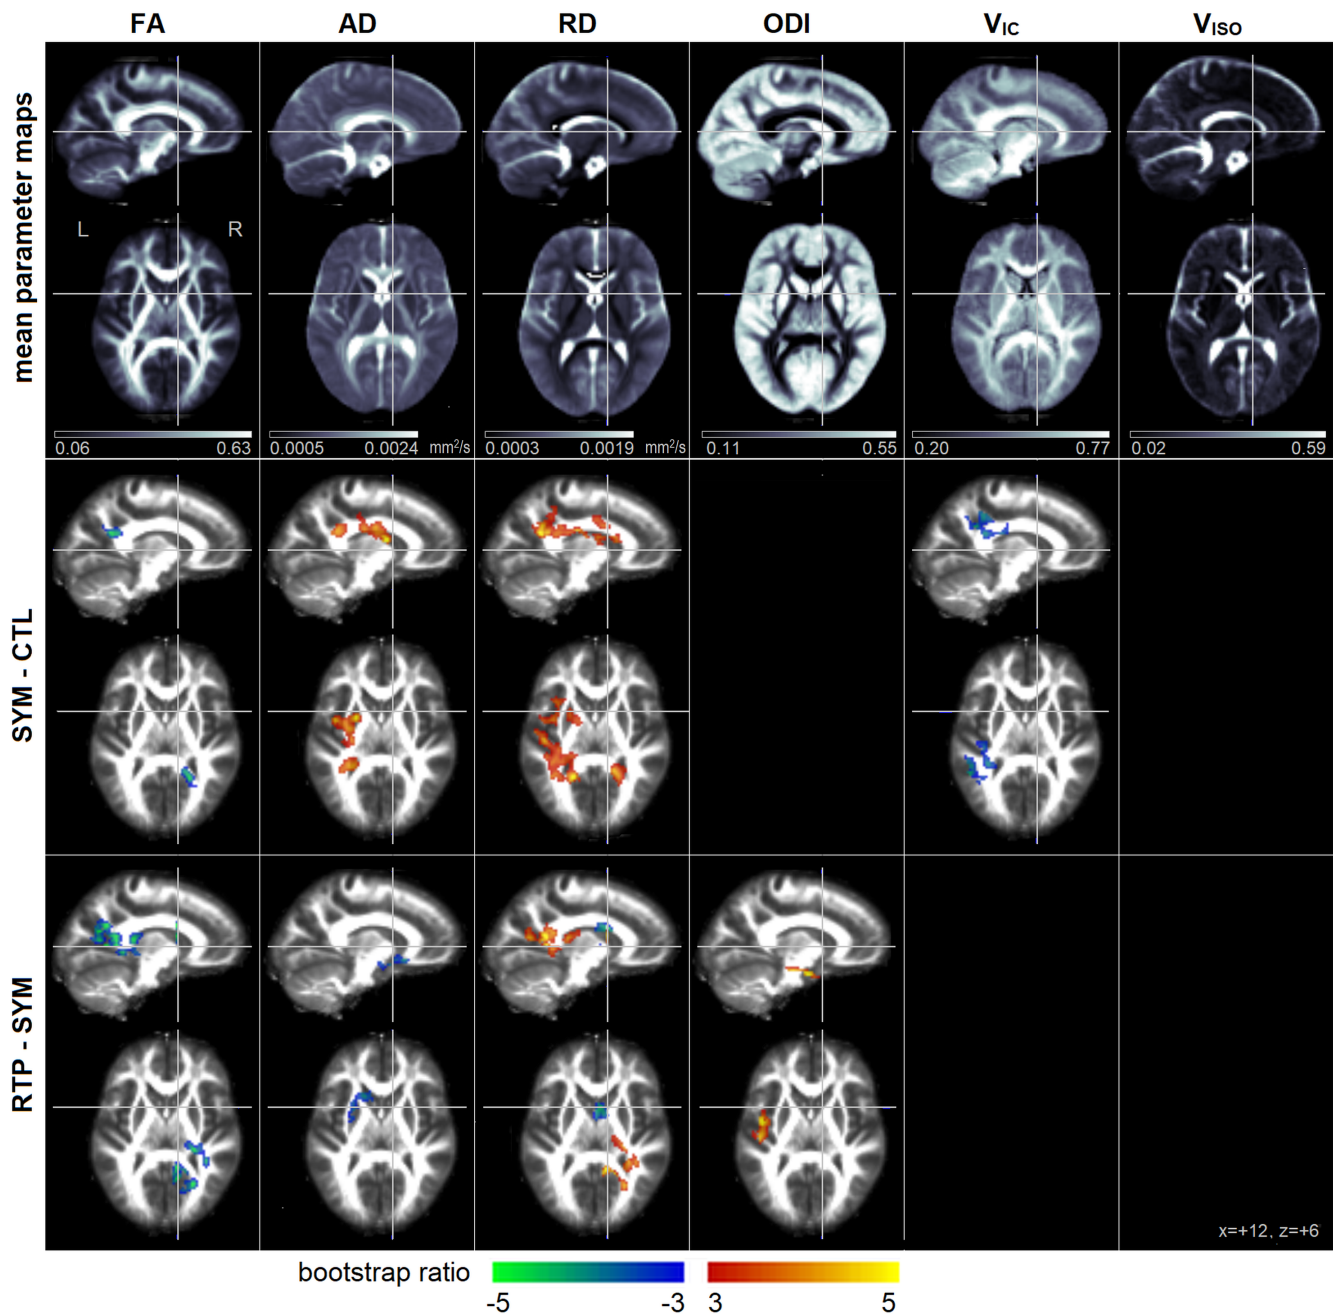 FA AD RD ODI V_IC V_ISO
mean parameter maps
L R
0.06 0.63 0.0005 0.0024 mm²/s 0.0003 0.0019 mm²/s 0.11 0.55 0.20 0.77 0.02 0.59
SYM - CTL
RTP - SYM
x=+12, z=+6
bootstrap ratio
-5 -3 3 5